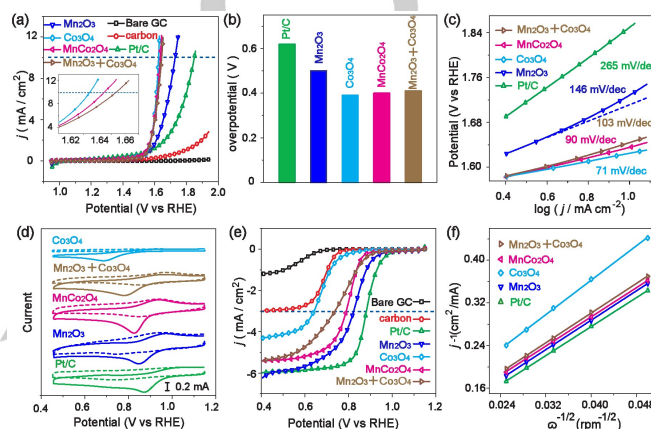 (a)
Mn₂O₃
Bare GC
Co₃O₄
carbon
MnCo₂O₄
Pt/C
Mn₂O₃+Co₃O₄
j (mA / cm²)
12
8
4
0
1.62 1.64 1.66
12
10
8
6
4
1.0 1.2 1.4 1.6 1.8 2.0
Potential (V vs RHE)
(b)
overpotential (V)
0.8
0.6
0.4
0.2
0.0
Pt/C
Mn₂O₃
Co₃O₄
MnCo₂O₄
Mn₂O₃+Co₃O₄
(c)
Potential (V vs RHE)
1.84
1.76
1.68
1.60
Mn₂O₃+Co₃O₄
MnCo₂O₄
Co₃O₄
Mn₂O₃
Pt/C
265 mV/dec
146 mV/dec
103 mV/dec
90 mV/dec
71 mV/dec
0.4 0.6 0.8 1.0
log (j / mA cm⁻²)
(d)
Current
Co₃O₄
Mn₂O₃+Co₃O₄
MnCo₂O₄
Mn₂O₃
Pt/C
0.2 mA
0.4 0.6 0.8 1.0 1.2
Potential (V vs RHE)
(e)
j (mA / cm²)
0
-2
-4
-6
Bare GC
carbon
Pt/C
Mn₂O₃
Co₃O₄
MnCo₂O₄
Mn₂O₃+Co₃O₄
0.4 0.6 0.8 1.0 1.2
Potential (V vs RHE)
(f)
j⁻¹(cm²/mA)
0.40
0.32
0.24
0.16
Mn₂O₃+Co₃O₄
MnCo₂O₄
Co₃O₄
Mn₂O₃
Pt/C
0.024 0.032 0.040 0.048
ω⁻¹/² (rpm⁻¹/²)